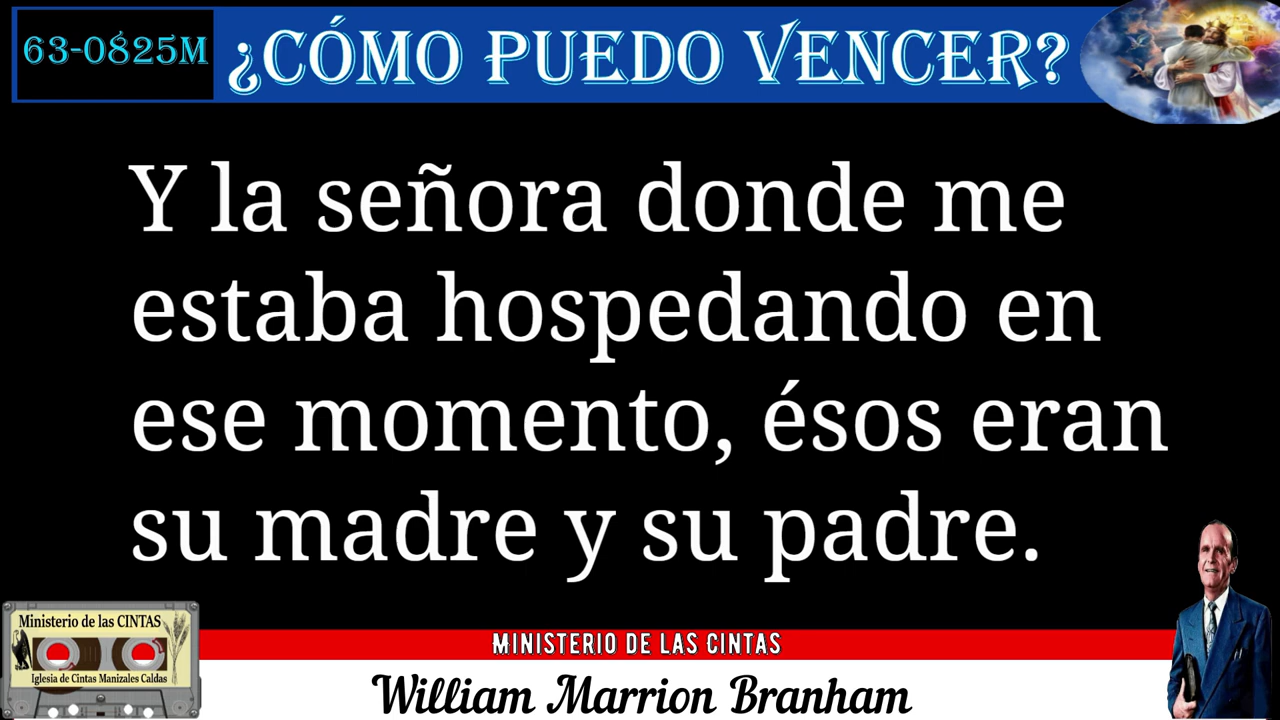 63-0825M
¿CÓMO PUEDO VENCER?
Y la señora donde me
estaba hospedando en
ese momento, ésos eran
su madre y su padre.
Ministerio de las CINTAS
Iglesia de Cintas Manizales Caldas
MINISTERIO DE LAS CINTAS
William Marrion Branham